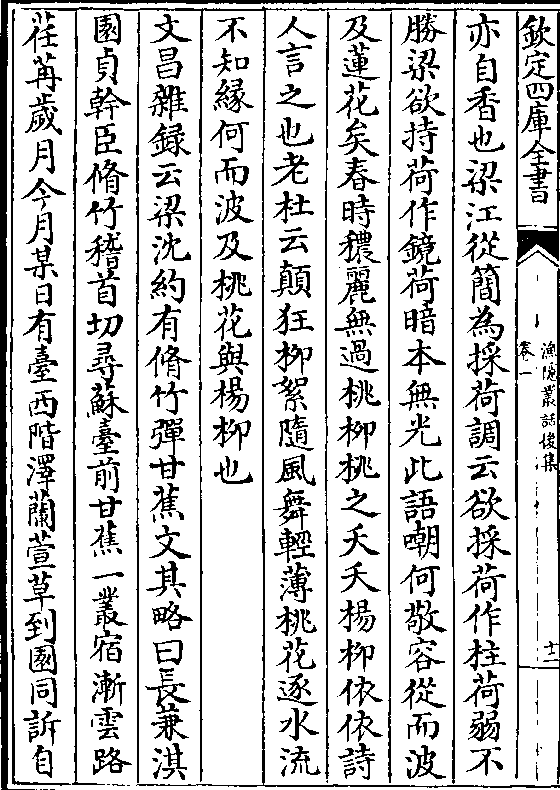 欽定四庫全書
漁隱叢話後集
卷一
十二
亦自香也梁江從簡為採荷調云欲採荷作柱荷弱不
勝梁欲持荷作鏡荷暗本無光此語嘲何敬容從而波
及蓮花矣春時穠麗無過桃柳桃之夭夭楊柳依依詩
人言之也老杜云顛狂柳絮隨風舞輕薄桃花逐水流
不知緣何而波及桃花與楊柳也
文昌雜録云梁沈約有脩竹彈甘蕉文其略曰長兼淇
園貞幹臣脩竹稽首切尋蘇臺前甘蕉一叢宿漸雲路
荏苒歲月今月某日有臺西階澤蘭萱草到園同訴自